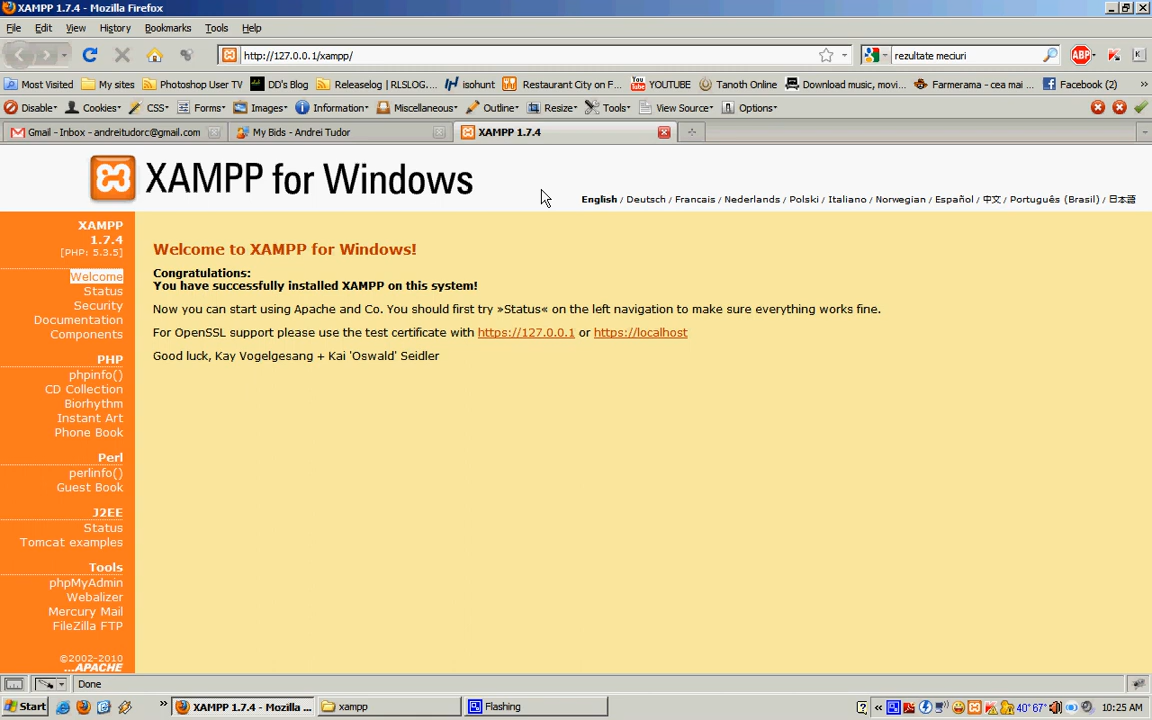 XAMPP 1.7.4 - Mozilla Firefox
File Edit View History Bookmarks Tools Help
http://127.0.0.1/xampp/ rezultate meciuri ABP K
Most Visited My sites Photoshop User TV DD's Blog Releaselog | RLSLOG.... isohunt Restaurant City on F... YOUTUBE Tanoth Online Download music, movi... Farmerama - cea mai ... Facebook (2) »
Disable Cookies CSS Forms Images Information Miscellaneous Outline Resize Tools View Source Options
Gmail - Inbox - andreitudorc@gmail.com My Bids - Andrei Tudor XAMPP 1.7.4
XAMPP for Windows
English / Deutsch / Francais / Nederlands / Polski / Italiano / Norwegian / Español / 中文 / Português (Brasil) / 日本語
XAMPP
1.7.4
[PHP: 5.3.5]
Welcome
Status
Security
Documentation
Components
PHP
phpinfo()
CD Collection
Biorhythm
Instant Art
Phone Book
Perl
perlinfo()
Guest Book
J2EE
Status
Tomcat examples
Tools
phpMyAdmin
Webalizer
Mercury Mail
FileZilla FTP
©2002-2010
...APACHE
Welcome to XAMPP for Windows!
Congratulations:
You have successfully installed XAMPP on this system!
Now you can start using Apache and Co. You should first try »Status« on the left navigation to make sure everything works fine.
For OpenSSL support please use the test certificate with https://127.0.0.1 or https://localhost
Good luck, Kay Vogelgesang + Kai 'Oswald' Seidler
Done
Start » XAMPP 1.7.4 - Mozilla ... xampp Flashing « 40° 67° 10:25 AM